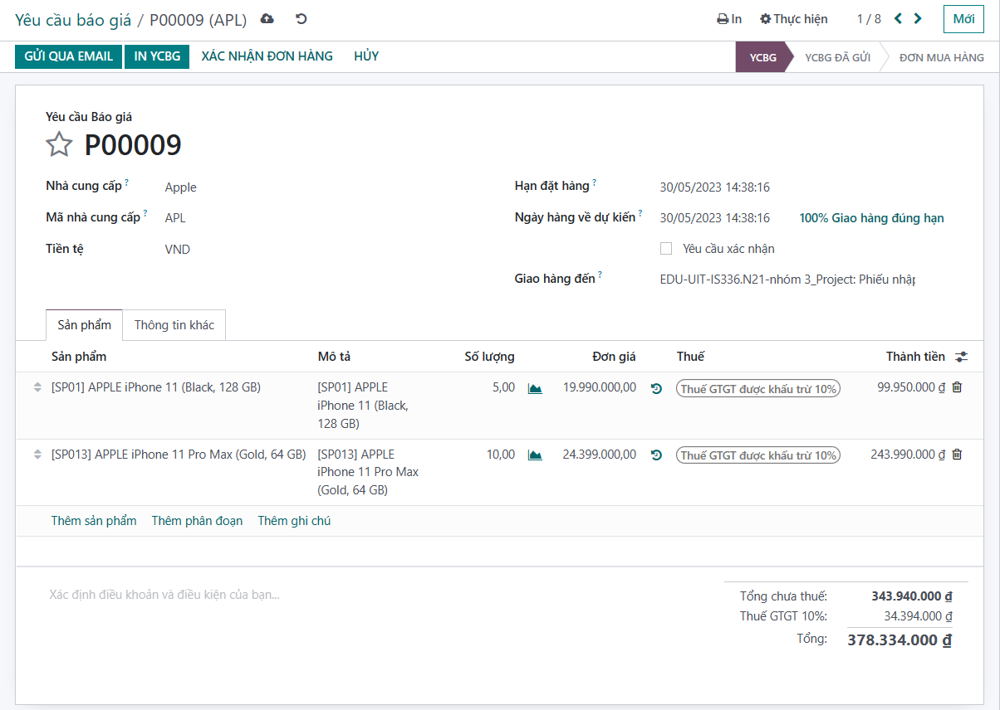 Yêu cầu báo giá / P00009 (APL)
In
Thực hiện
1 / 8
Mới
GỬI QUA EMAIL
IN YCBG
XÁC NHẬN ĐƠN HÀNG
HỦY
YCBG
YCBG ĐÃ GỬI
ĐƠN MUA HÀNG
Yêu cầu Báo giá
P00009
Nhà cung cấp ?
Apple
Mã nhà cung cấp ?
APL
Tiền tệ
VND
Hạn đặt hàng ?
30/05/2023 14:38:16
Ngày hàng về dự kiến ?
30/05/2023 14:38:16
100% Giao hàng đúng hạn
Yêu cầu xác nhận
Giao hàng đến ?
EDU-UIT-IS336.N21-nhóm 3_Project: Phiếu nhập
Sản phẩm
Thông tin khác
Sản phẩm Mô tả Số lượng Đơn giá Thuế Thành tiền
[SP01] APPLE iPhone 11 (Black, 128 GB) [SP01] APPLE 5,00 19.990.000,00 Thuế GTGT được khấu trừ 10% 99.950.000 ₫
iPhone 11 (Black,
128 GB)
[SP013] APPLE iPhone 11 Pro Max (Gold, 64 GB) [SP013] APPLE 10,00 24.399.000,00 Thuế GTGT được khấu trừ 10% 243.990.000 ₫
iPhone 11 Pro Max
(Gold, 64 GB)
Thêm sản phẩm Thêm phân đoạn Thêm ghi chú
Xác định điều khoản và điều kiện của bạn...
Tổng chưa thuế: 343.940.000 ₫
Thuế GTGT 10%: 34.394.000 ₫
Tổng: 378.334.000 ₫